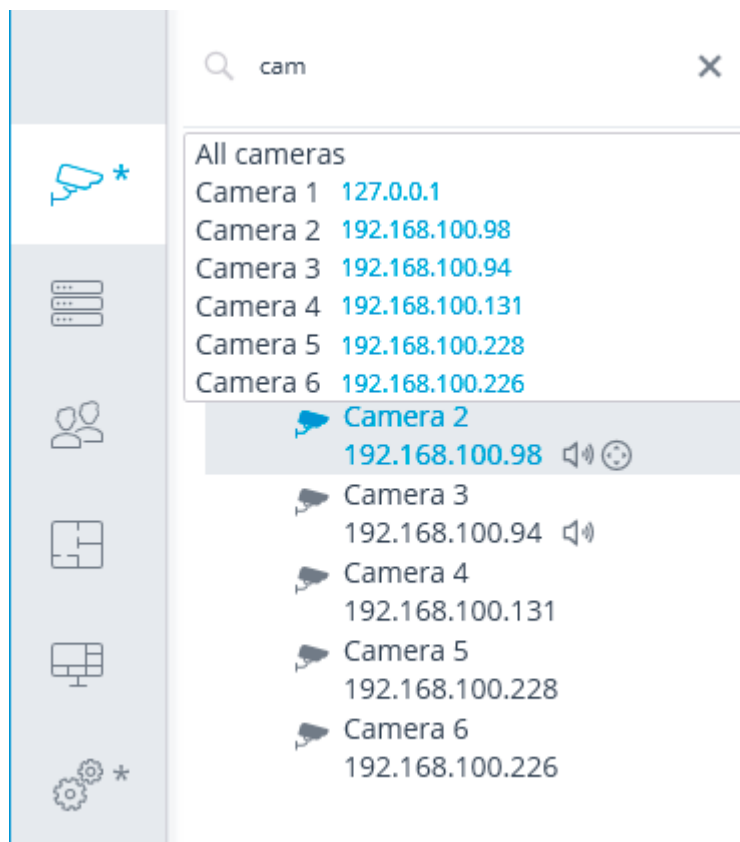 cam
All cameras
Camera 1 127.0.0.1
Camera 2 192.168.100.98
Camera 3 192.168.100.94
Camera 4 192.168.100.131
Camera 5 192.168.100.228
Camera 6 192.168.100.226
Camera 2
192.168.100.98
Camera 3
192.168.100.94
Camera 4
192.168.100.131
Camera 5
192.168.100.228
Camera 6
192.168.100.226